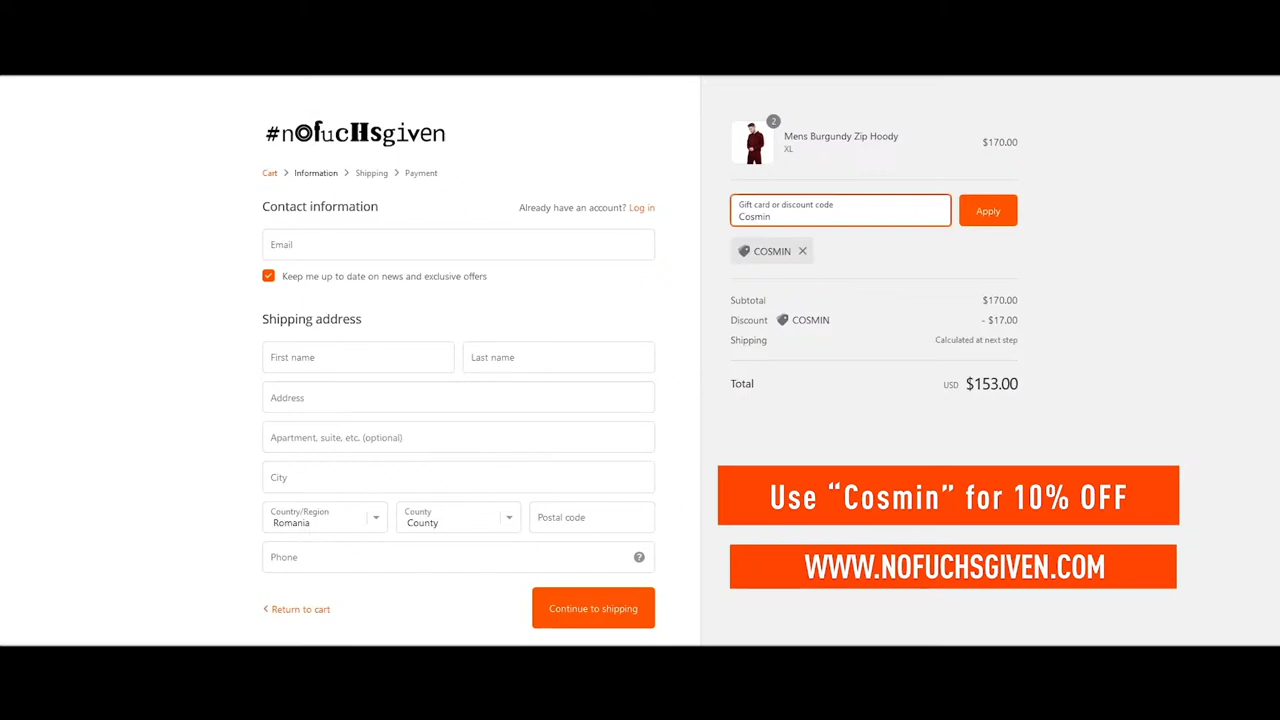 #nofucHsgiven
Cart > Information > Shipping > Payment
Contact information
Already have an account? Log in
Email
Keep me up to date on news and exclusive offers
Shipping address
First name
Last name
Address
Apartment, suite, etc. (optional)
City
Country/Region
Romania
County
County
Postal code
Phone
?
< Return to cart
Continue to shipping
2
Mens Burgundy Zip Hoody
XL
$170.00
Gift card or discount code
Cosmin
Apply
COSMIN
Subtotal $170.00
Discount COSMIN - $17.00
Shipping Calculated at next step
Total USD $153.00
Use “Cosmin” for 10% OFF
WWW.NOFUCHSGIVEN.COM